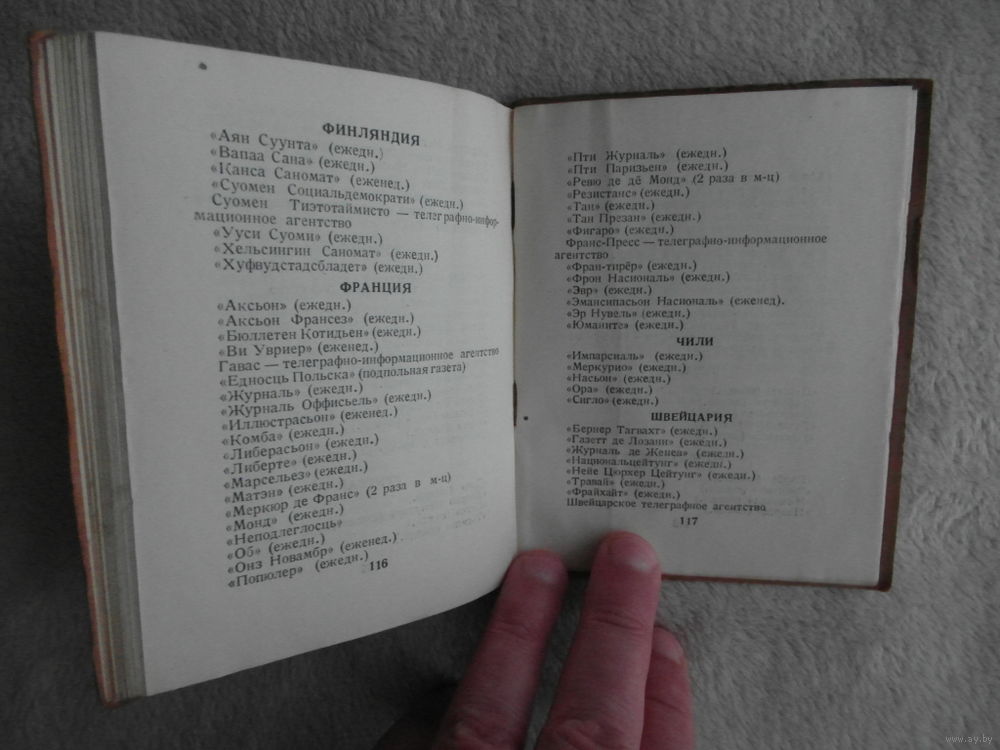 ФИНЛЯНДИЯ
«Аян Суунта» (ежедн.)
«Вапаа Сана» (ежедн.)
«Канса Саномат» (еженед.)
«Суомен Социальдемократи» (ежедн.)
Суомен Тиэтотаймисто — телеграфно-инфор-
мационное агентство
«Ууси Суоми» (ежедн.)
«Хельсингин Саномат» (ежедн.)
«Хуфвудстадсбладет» (ежедн.)
ФРАНЦИЯ
«Аксьон» (ежедн.)
«Аксьон Франсез» (ежедн.)
«Бюллетен Котидьен» (ежедн.)
«Ви Увриер» (еженед.)
Гавас — телеграфно-информационное агентство
«Едносць Польска» (подпольная газета)
«Журналь» (ежедн.)
«Журналь Оффисьель» (ежедн.)
«Иллюстрасьон» (еженед.)
«Комба» (ежедн.)
«Либерасьон» (ежедн.)
«Либерте» (ежедн.)
«Марсельез» (ежедн.)
«Матэн» (ежедн.)
«Меркюр де Франс» (2 раза в м-ц)
«Монд» (ежедн.)
«Неподлеглосць»
«Об» (ежедн.)
«Онз Новамбр» (еженед.)
«Попюлер» (ежедн.)
116
«Пти Журналь» (ежедн.)
«Пти Паризьен» (ежедн.)
«Ревю де дё Монд» (2 раза в м-ц)
«Резистанс» (ежедн.)
«Тан» (ежедн.)
«Тан Презан» (ежедн.)
«Фигаро» (ежедн.)
Франс-Пресс — телеграфно-информационное
агентство
«Фран-тирёр» (ежедн.)
«Фрон Насиональ» (ежедн.)
«Эвр» (ежедн.)
«Эмансипасьон Насиональ» (еженед).
«Эр Нувель» (ежедн.)
«Юманите» (ежедн.)
ЧИЛИ
«Импарсиаль» (ежедн.)
«Меркурио» (ежедн.)
«Насьон» (ежедн.)
«Ора» (ежедн.)
«Сигло» (ежедн.)
ШВЕЙЦАРИЯ
«Бернер Тагвахт» (ежедн.)
«Газетт де Лозанн» (ежедн.)
«Журналь де Женев» (ежедн.)
«Националь­цейтунг» (ежедн.)
«Нейе Цюрхер Цейтунг» (ежедн.)
«Травай» (ежедн.)
«Фрайхайт» (ежедн.)
Швейцарское телеграфное агентство
117
www.ay.by